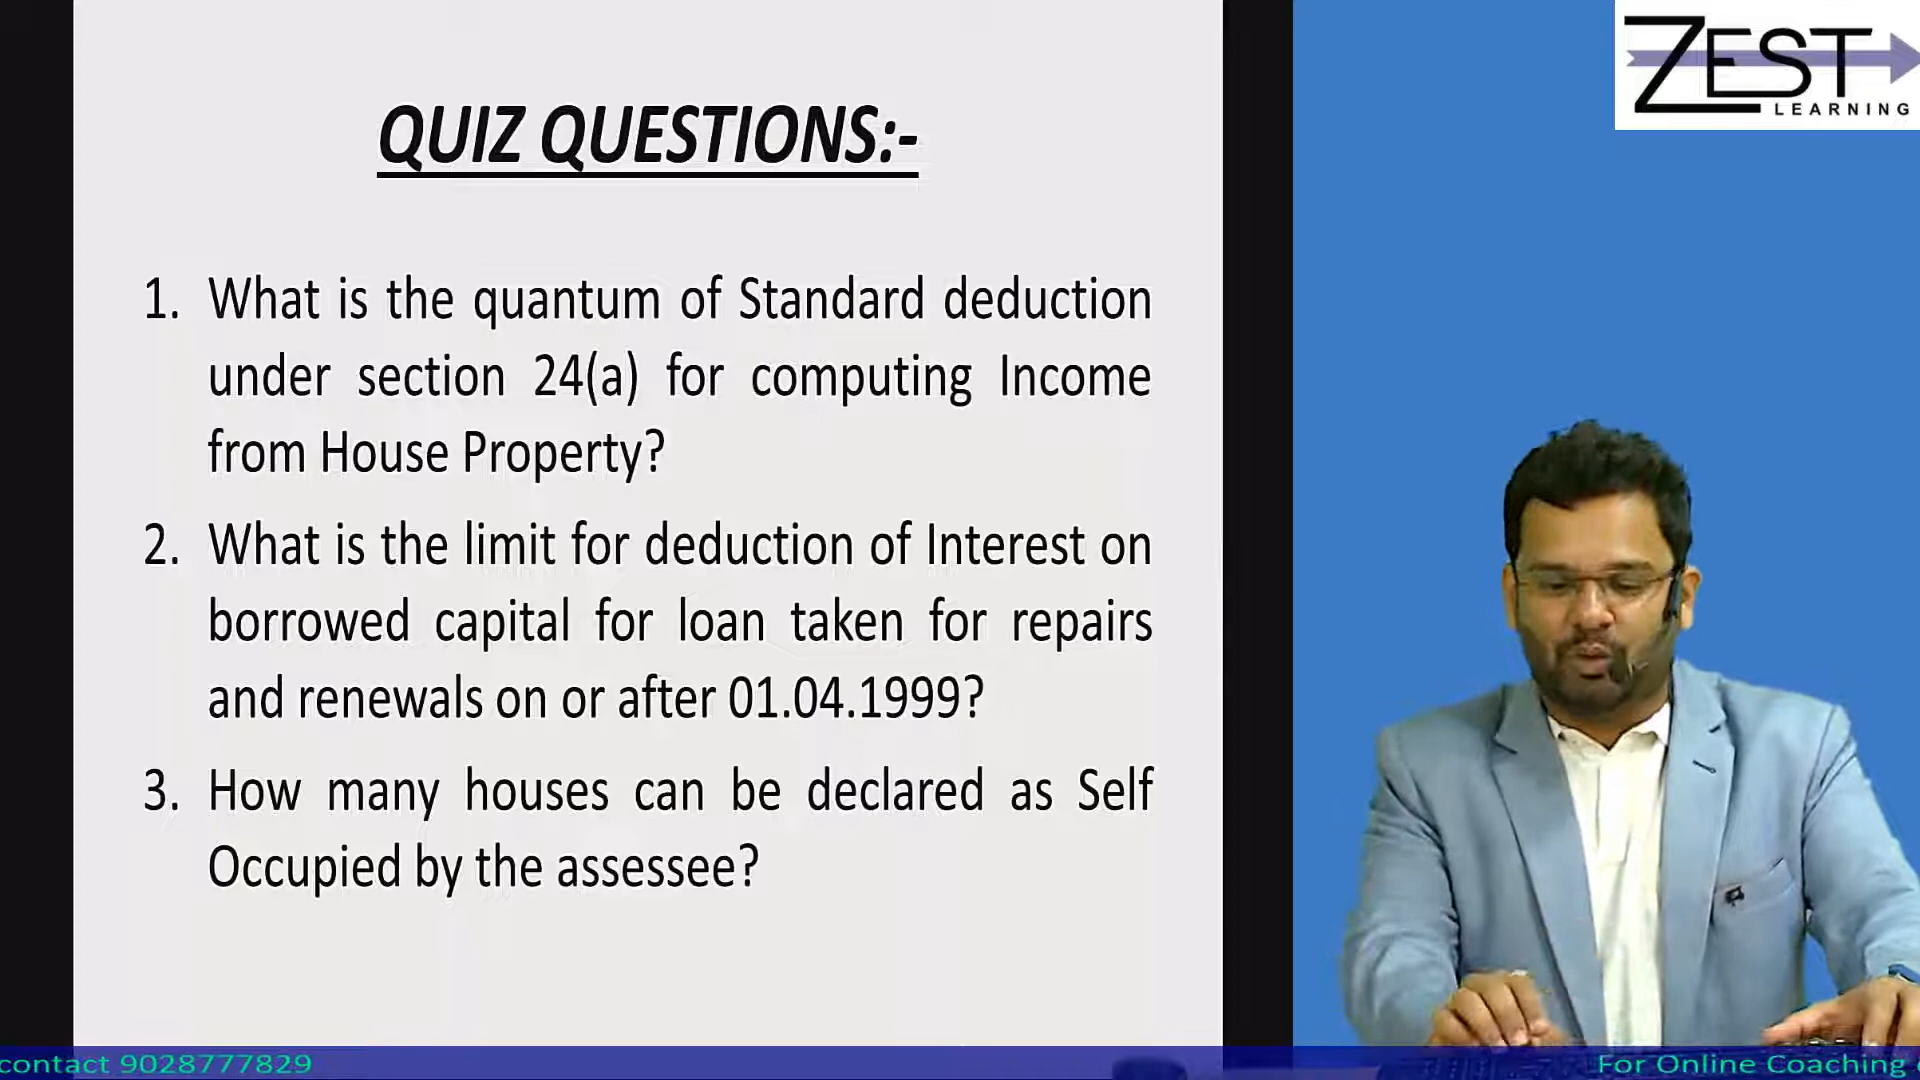 ZEST
LEARNING
QUIZ QUESTIONS:-
1. What is the quantum of Standard deduction
under section 24(a) for computing Income
from House Property?
2. What is the limit for deduction of Interest on
borrowed capital for loan taken for repairs
and renewals on or after 01.04.1999?
3. How many houses can be declared as Self
Occupied by the assessee?
contact 9028777829
For Online Coaching